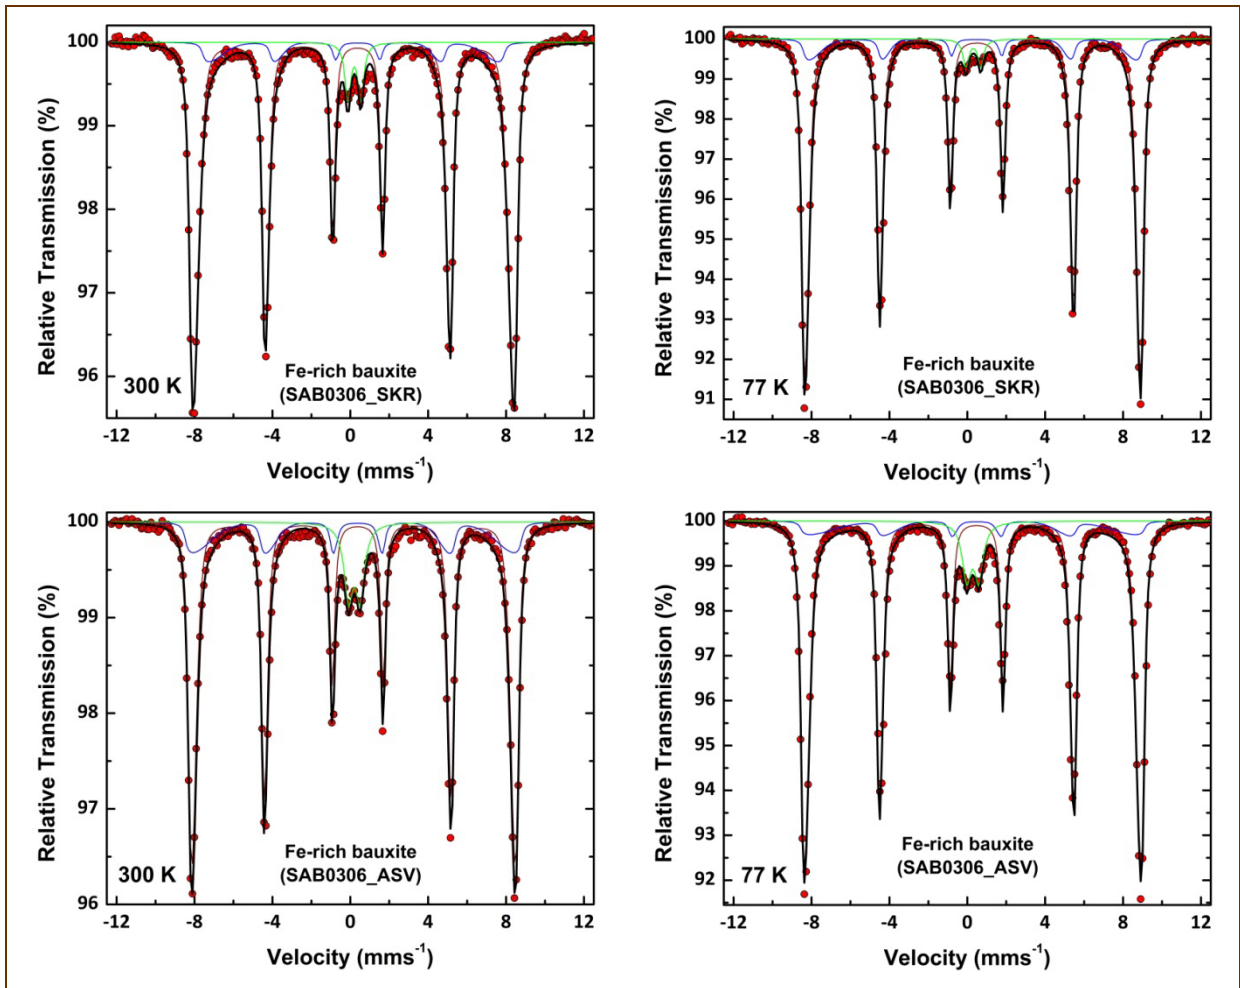 100
99
98
97
96
Relative Transmission (%)
300 K
Fe-rich bauxite
(SAB0306_SKR)
-12 -8 -4 0 4 8 12
Velocity (mms⁻¹)
100
99
98
97
96
95
94
93
92
91
Relative Transmission (%)
77 K
Fe-rich bauxite
(SAB0306_SKR)
-12 -8 -4 0 4 8 12
Velocity (mms⁻¹)
100
99
98
97
96
Relative Transmission (%)
300 K
Fe-rich bauxite
(SAB0306_ASV)
-12 -8 -4 0 4 8 12
Velocity (mms⁻¹)
100
99
98
97
96
95
94
93
92
Relative Transmission (%)
77 K
Fe-rich bauxite
(SAB0306_ASV)
-12 -8 -4 0 4 8 12
Velocity (mms⁻¹)